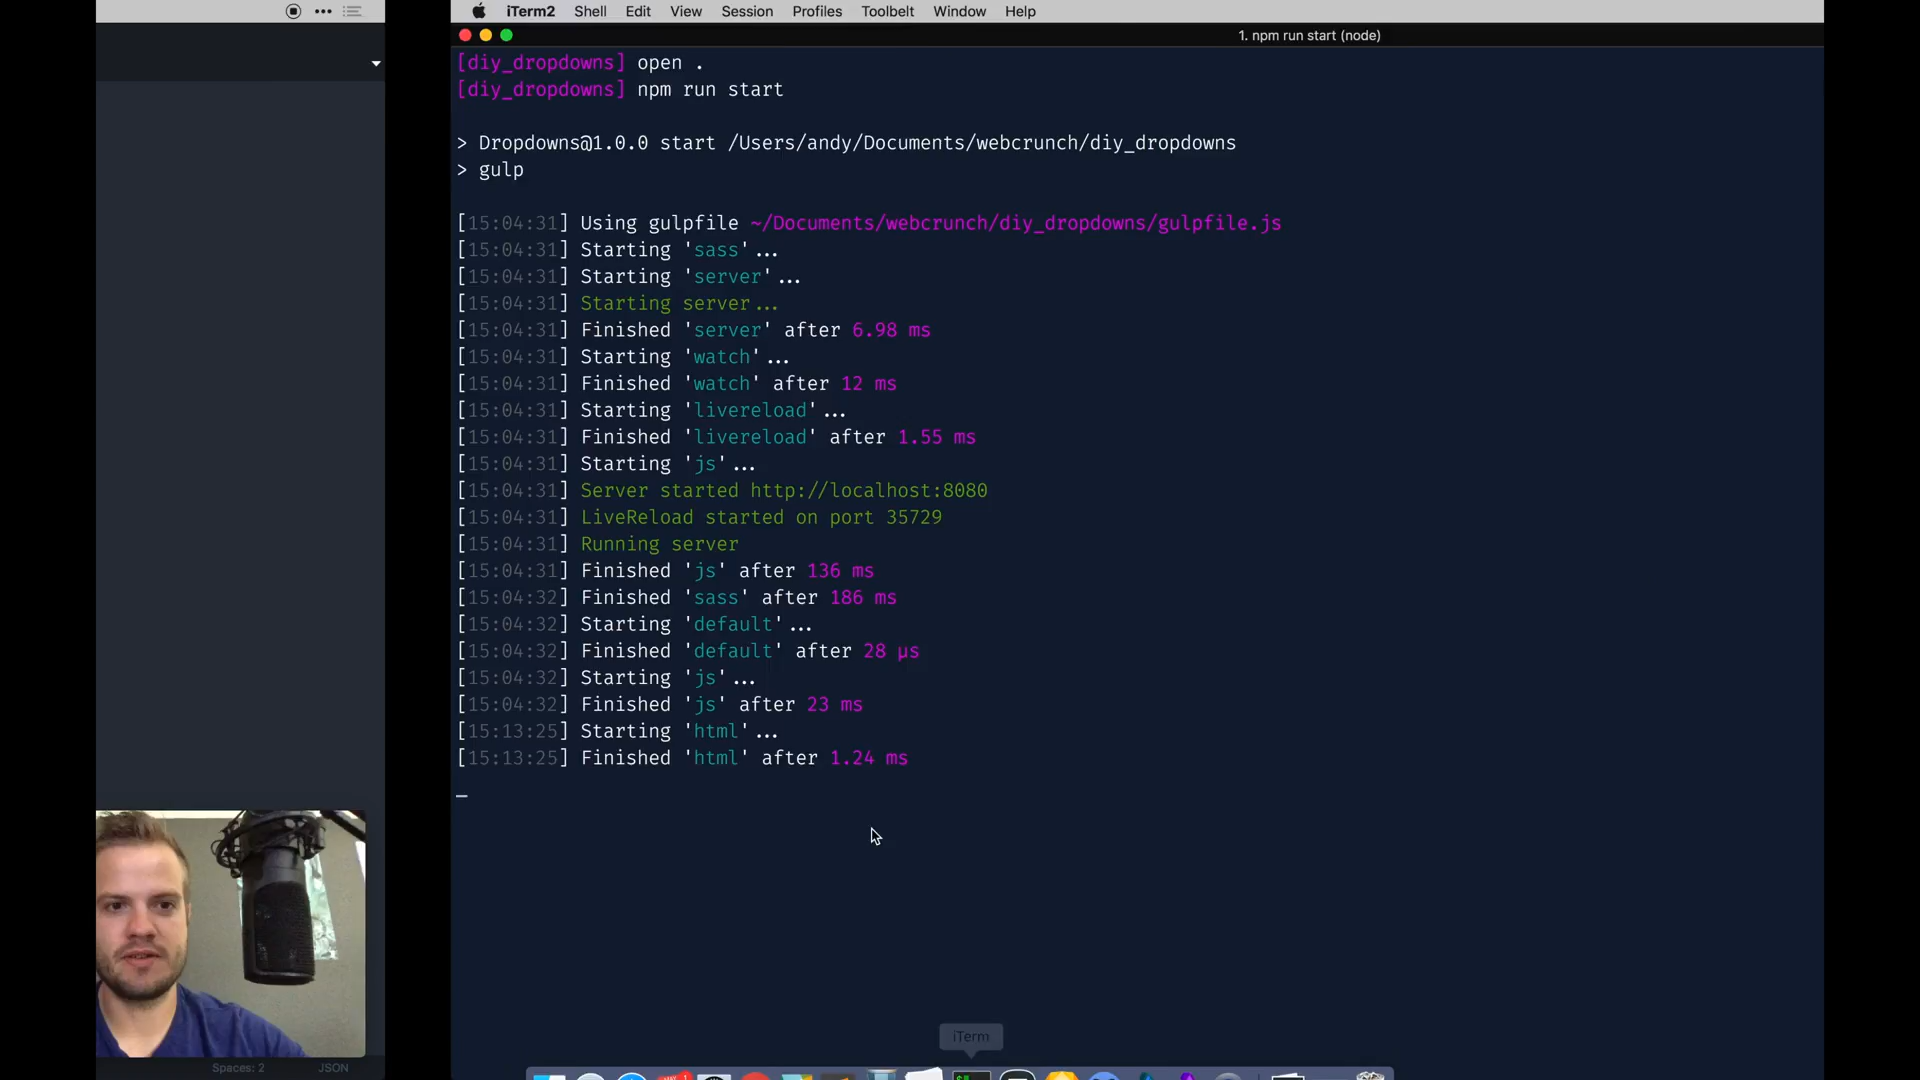 iTerm2 Shell Edit View Session Profiles Toolbelt Window Help
1. npm run start (node)
[diy_dropdowns] open .
[diy_dropdowns] npm run start
> Dropdowns@1.0.0 start /Users/andy/Documents/webcrunch/diy_dropdowns
> gulp
[15:04:31] Using gulpfile ~/Documents/webcrunch/diy_dropdowns/gulpfile.js
[15:04:31] Starting 'sass'...
[15:04:31] Starting 'server'...
[15:04:31] Starting server...
[15:04:31] Finished 'server' after 6.98 ms
[15:04:31] Starting 'watch'...
[15:04:31] Finished 'watch' after 12 ms
[15:04:31] Starting 'livereload'...
[15:04:31] Finished 'livereload' after 1.55 ms
[15:04:31] Starting 'js'...
[15:04:31] Server started http://localhost:8080
[15:04:31] LiveReload started on port 35729
[15:04:31] Running server
[15:04:31] Finished 'js' after 136 ms
[15:04:32] Finished 'sass' after 186 ms
[15:04:32] Starting 'default'...
[15:04:32] Finished 'default' after 28 μs
[15:04:32] Starting 'js'...
[15:04:32] Finished 'js' after 23 ms
[15:13:25] Starting 'html'...
[15:13:25] Finished 'html' after 1.24 ms
iTerm
Spaces: 2 JSON